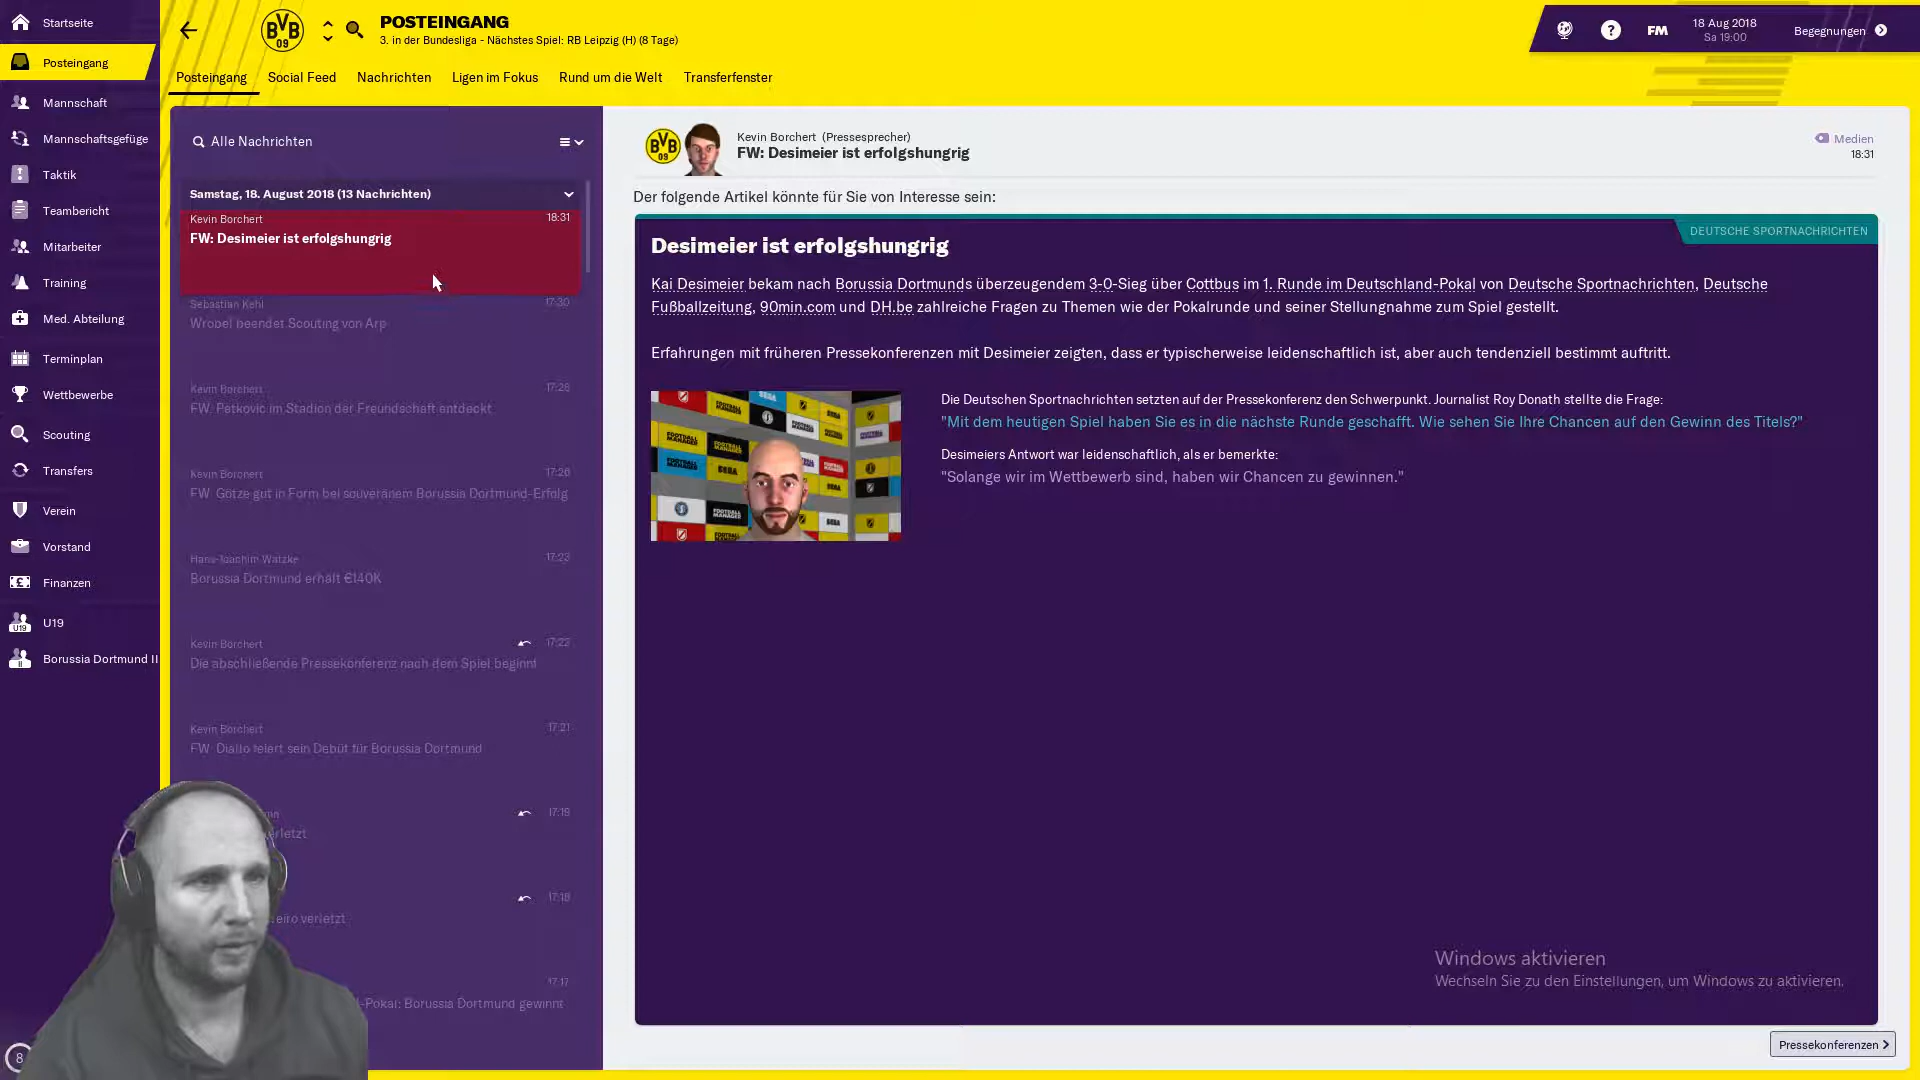 Startseite
Posteingang
Mannschaft
Mannschaftsgefüge
Taktik
Teambericht
Mitarbeiter
Training
Med. Abteilung
Terminplan
Wettbewerbe
Scouting
Transfers
Verein
Vorstand
Finanzen
U19
U19
Borussia Dortmund II
8
BVB
09
POSTEINGANG
3. in der Bundesliga - Nächstes Spiel: RB Leipzig (H) (8 Tage)
FM
18 Aug 2018
Sa 19:00
Begegnungen
Posteingang Social Feed Nachrichten Ligen im Fokus Rund um die Welt Transferfenster
Alle Nachrichten
Samstag, 18. August 2018 (13 Nachrichten)
Kevin Borchert 18:31
FW: Desimeier ist erfolgshungrig
Sebastian Kehl 17:30
Wrobel beendet Scouting von Arp
Kevin Borchert 17:28
FW: Petkovic im Stadion der Freundschaft entdeckt
Kevin Borchert 17:26
FW: Götze gut in Form bei souveränem Borussia Dortmund-Erfolg
Hans-Joachim Watzke 17:23
Borussia Dortmund erhält €140K
Kevin Borchert 17:22
Die abschließende Pressekonferenz nach dem Spiel beginnt
Kevin Borchert 17:21
FW: Diallo feiert sein Debüt für Borussia Dortmund
17:19
17:18
verletzt
17:17
-Pokal: Borussia Dortmund gewinnt
BVB
09
Kevin Borchert (Pressesprecher)
FW: Desimeier ist erfolgshungrig
Medien
18:31
Der folgende Artikel könnte für Sie von Interesse sein:
DEUTSCHE SPORTNACHRICHTEN
Desimeier ist erfolgshungrig
Kai Desimeier bekam nach Borussia Dortmunds überzeugendem 3-0-Sieg über Cottbus im 1. Runde im Deutschland-Pokal von Deutsche Sportnachrichten, Deutsche
Fußballzeitung, 90min.com und DH.be zahlreiche Fragen zu Themen wie der Pokalrunde und seiner Stellungnahme zum Spiel gestellt.
Erfahrungen mit früheren Pressekonferenzen mit Desimeier zeigten, dass er typischerweise leidenschaftlich ist, aber auch tendenziell bestimmt auftritt.
Die Deutschen Sportnachrichten setzten auf der Pressekonferenz den Schwerpunkt. Journalist Roy Donath stellte die Frage:
"Mit dem heutigen Spiel haben Sie es in die nächste Runde geschafft. Wie sehen Sie Ihre Chancen auf den Gewinn des Titels?"
Desimeiers Antwort war leidenschaftlich, als er bemerkte:
"Solange wir im Wettbewerb sind, haben wir Chancen zu gewinnen."
Windows aktivieren
Wechseln Sie zu den Einstellungen, um Windows zu aktivieren.
Pressekonferenzen